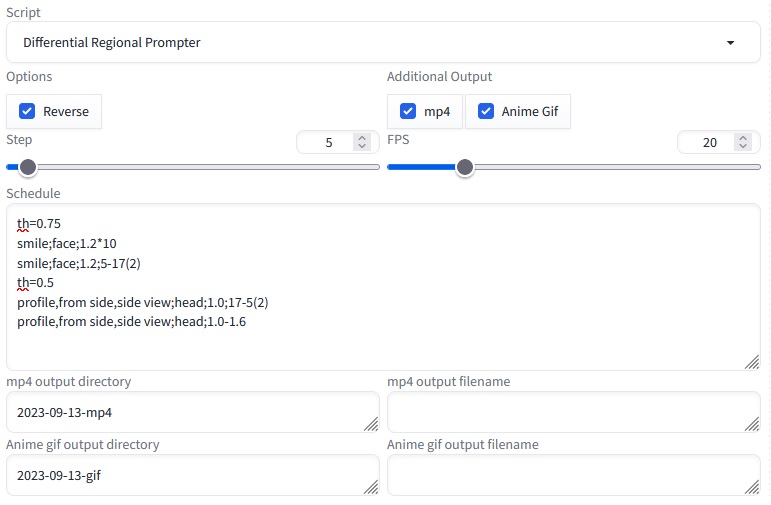 Script
Differential Regional Prompter
Options
Additional Output
Reverse
mp4
Anime Gif
Step
5
FPS
20
Schedule
th=0.75
smile;face;1.2*10
smile;face;1.2;5-17(2)
th=0.5
profile,from side,side view;head;1.0;17-5(2)
profile,from side,side view;head;1.0-1.6
mp4 output directory
mp4 output filename
2023-09-13-mp4
Anime gif output directory
Anime gif output filename
2023-09-13-gif